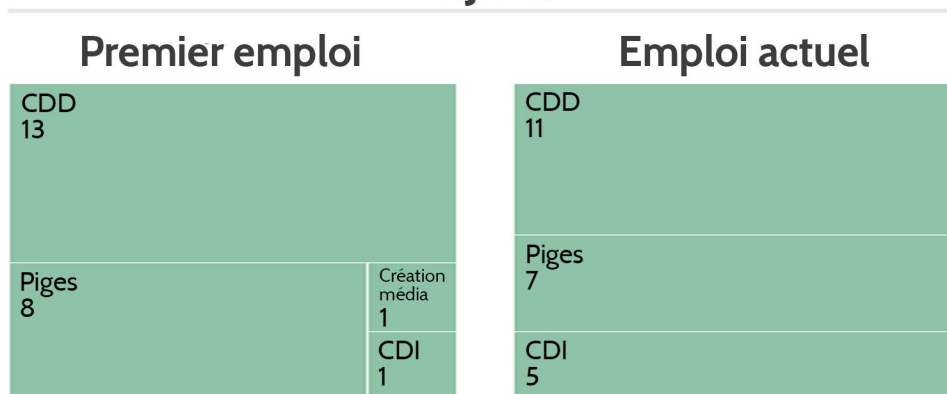 Premier emploi
CDD
13
Piges
8
Création
média
1
CDI
1
Emploi actuel
CDD
11
Piges
7
CDI
5